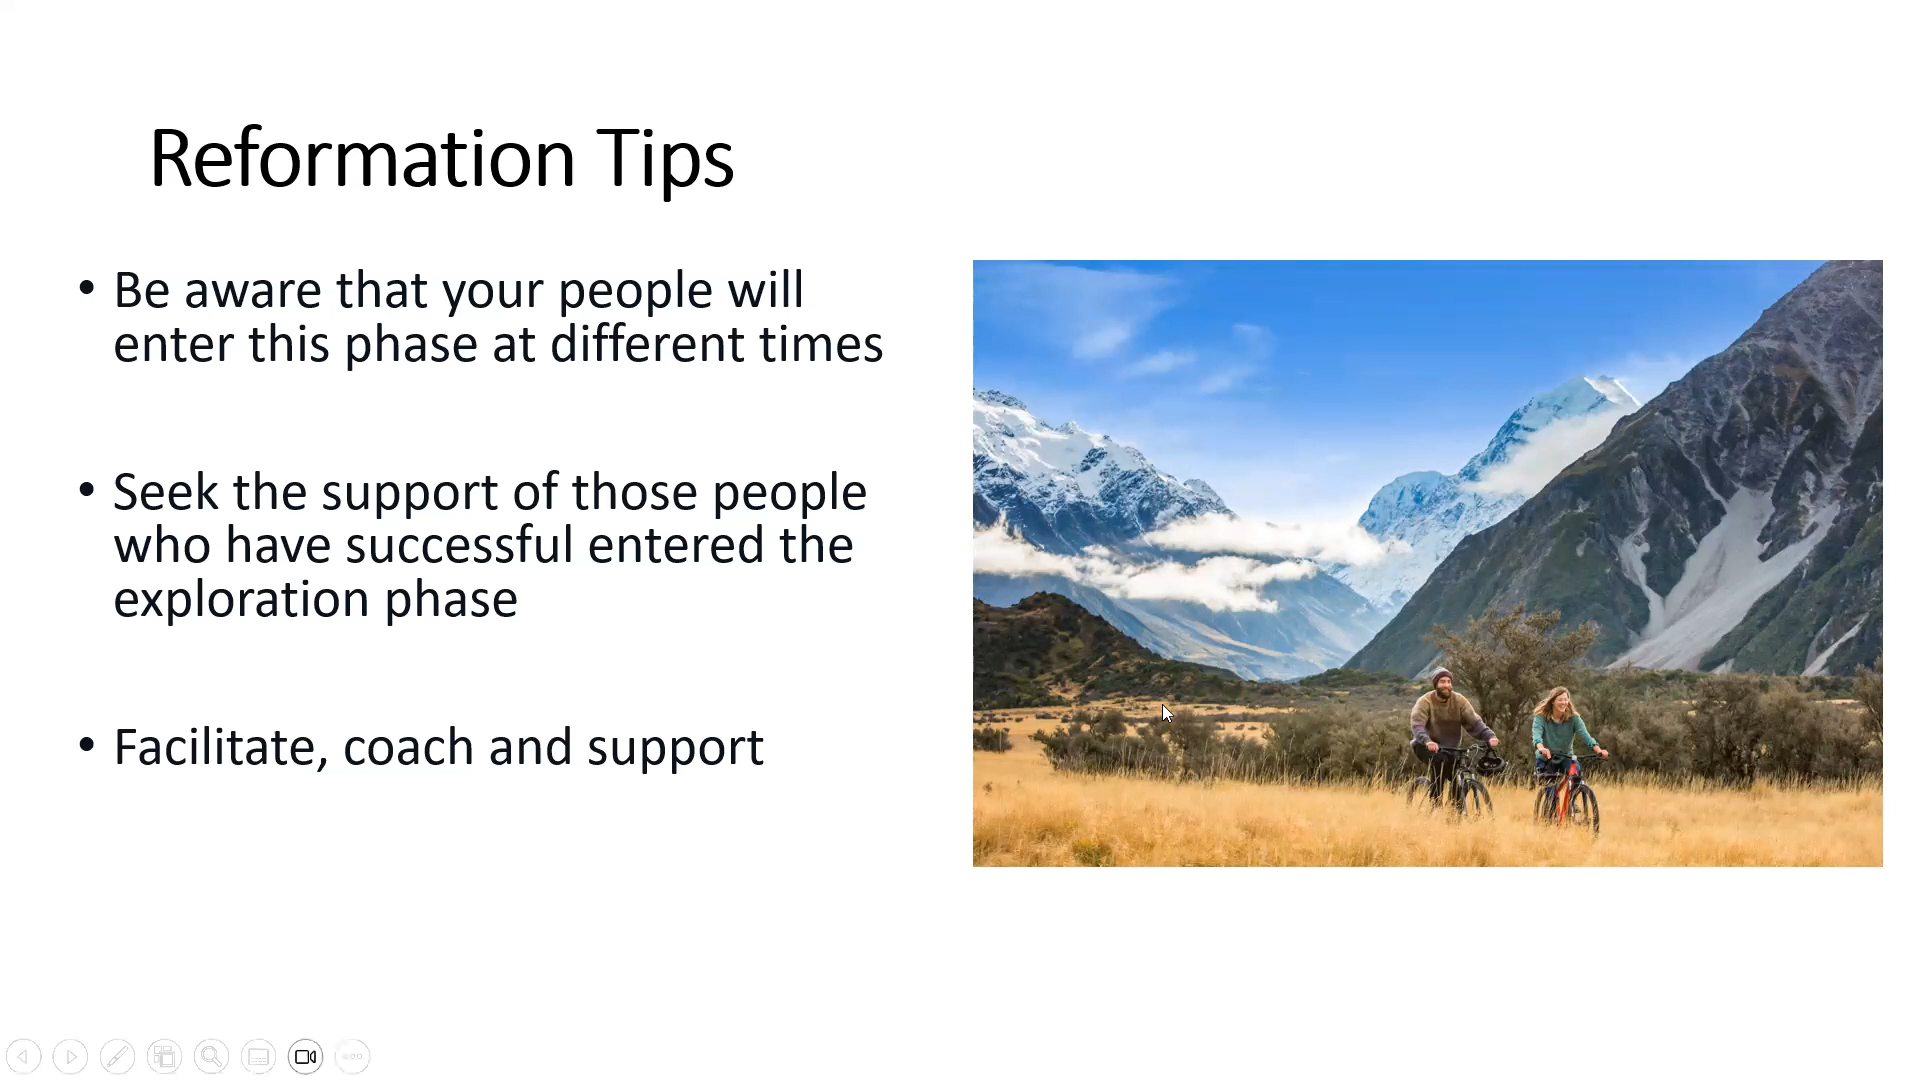 Reformation Tips
• Be aware that your people will
enter this phase at different times
• Seek the support of those people
who have successful entered the
exploration phase
• Facilitate, coach and support